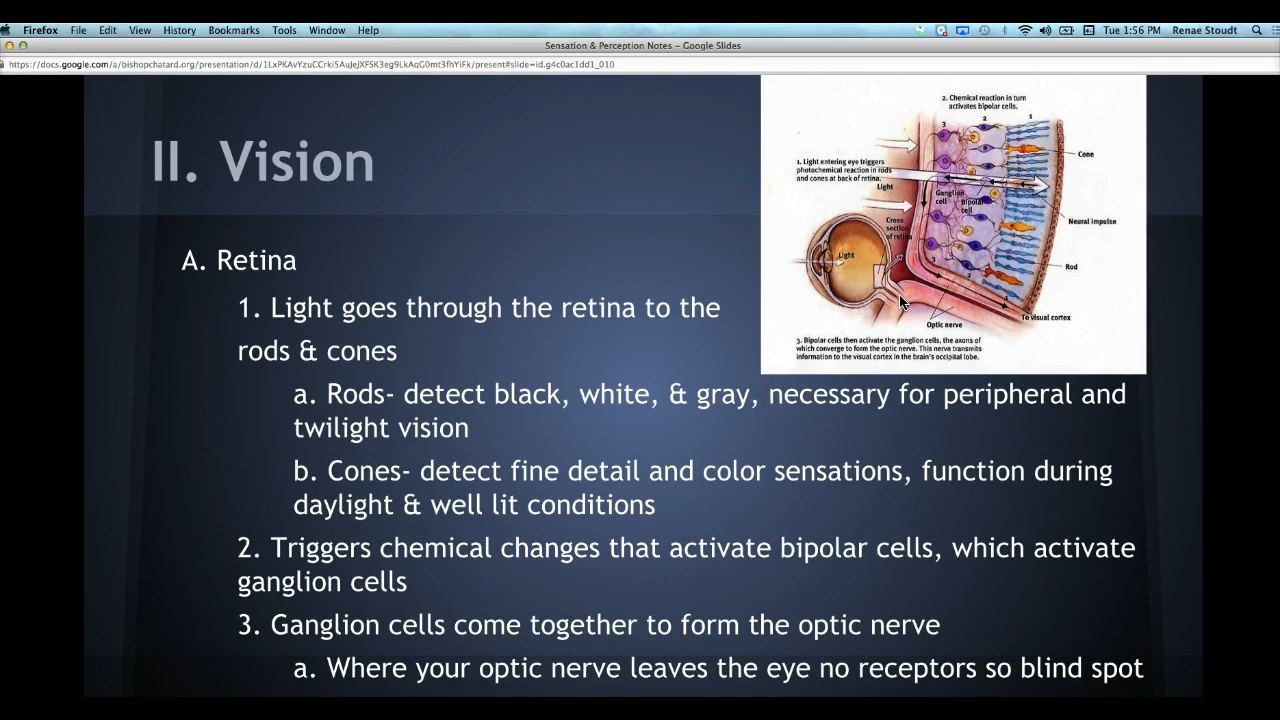 Firefox File Edit View History Bookmarks Tools Window Help Tue 1:56 PM Renae Stoudt
Sensation & Perception Notes – Google Slides
II. Vision
A. Retina
1. Light goes through the retina to the
rods & cones
a. Rods- detect black, white, & gray, necessary for peripheral and
twilight vision
b. Cones- detect fine detail and color sensations, function during
daylight & well lit conditions
2. Triggers chemical changes that activate bipolar cells, which activate
ganglion cells
3. Ganglion cells come together to form the optic nerve
a. Where your optic nerve leaves the eye no receptors so blind spot
2. Chemical reaction in turn
activates bipolar cells.
3
2
1
Cone
1. Light entering eye triggers
photochemical reaction in rods
and cones at back of retina.
Light
Ganglion
cell
Bipolar
cell
Neural impulse
Cross
section
of retina
Light
Rod
3
2
1
To visual cortex
Optic nerve
3. Bipolar cells then activate the ganglion cells, the axons of
which converge to form the optic nerve. This nerve transmits
information to the visual cortex in the brain's occipital lobe.